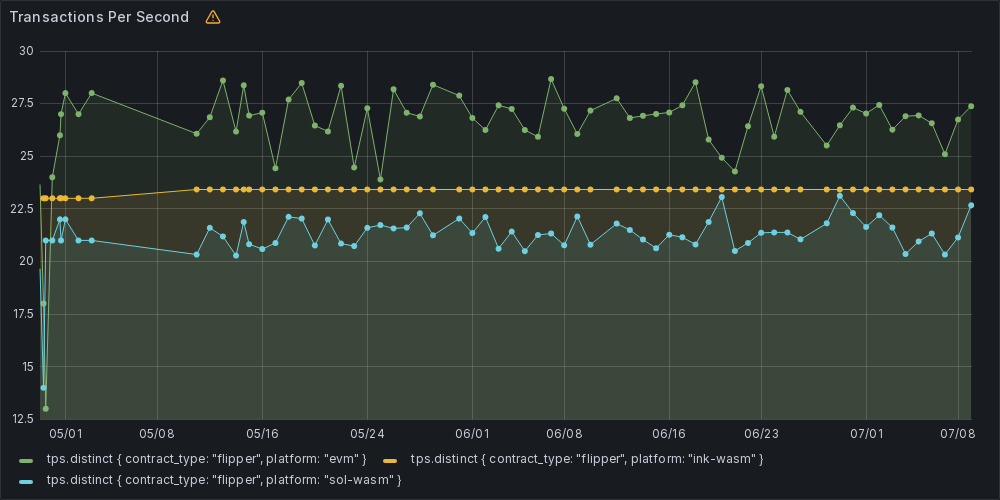 Transactions Per Second
30
27.5
25
22.5
20
17.5
15
12.5
05/01 05/08 05/16 05/24 06/01 06/08 06/16 06/23 07/01 07/08
tps.distinct { contract_type: "flipper", platform: "evm" } tps.distinct { contract_type: "flipper", platform: "ink-wasm" }
tps.distinct { contract_type: "flipper", platform: "sol-wasm" }